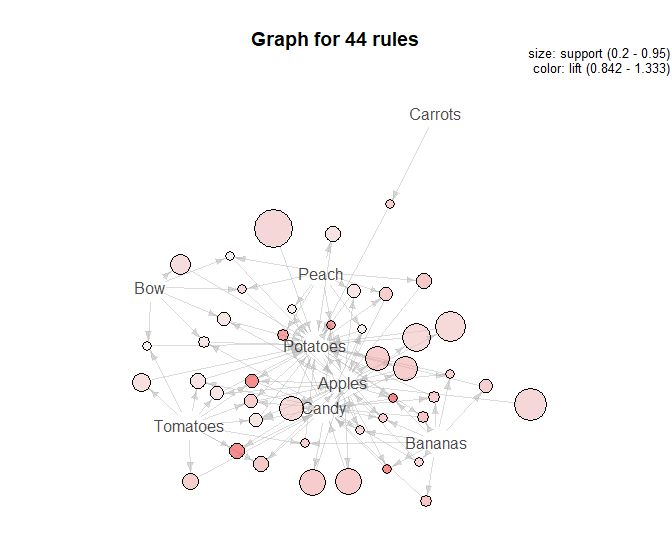 Graph for 44 rules
size: support (0.2 - 0.95)
color: lift (0.842 - 1.333)
Carrots
Peach
Bow
Potatoes
Apples
Candy
Tomatoes
Bananas